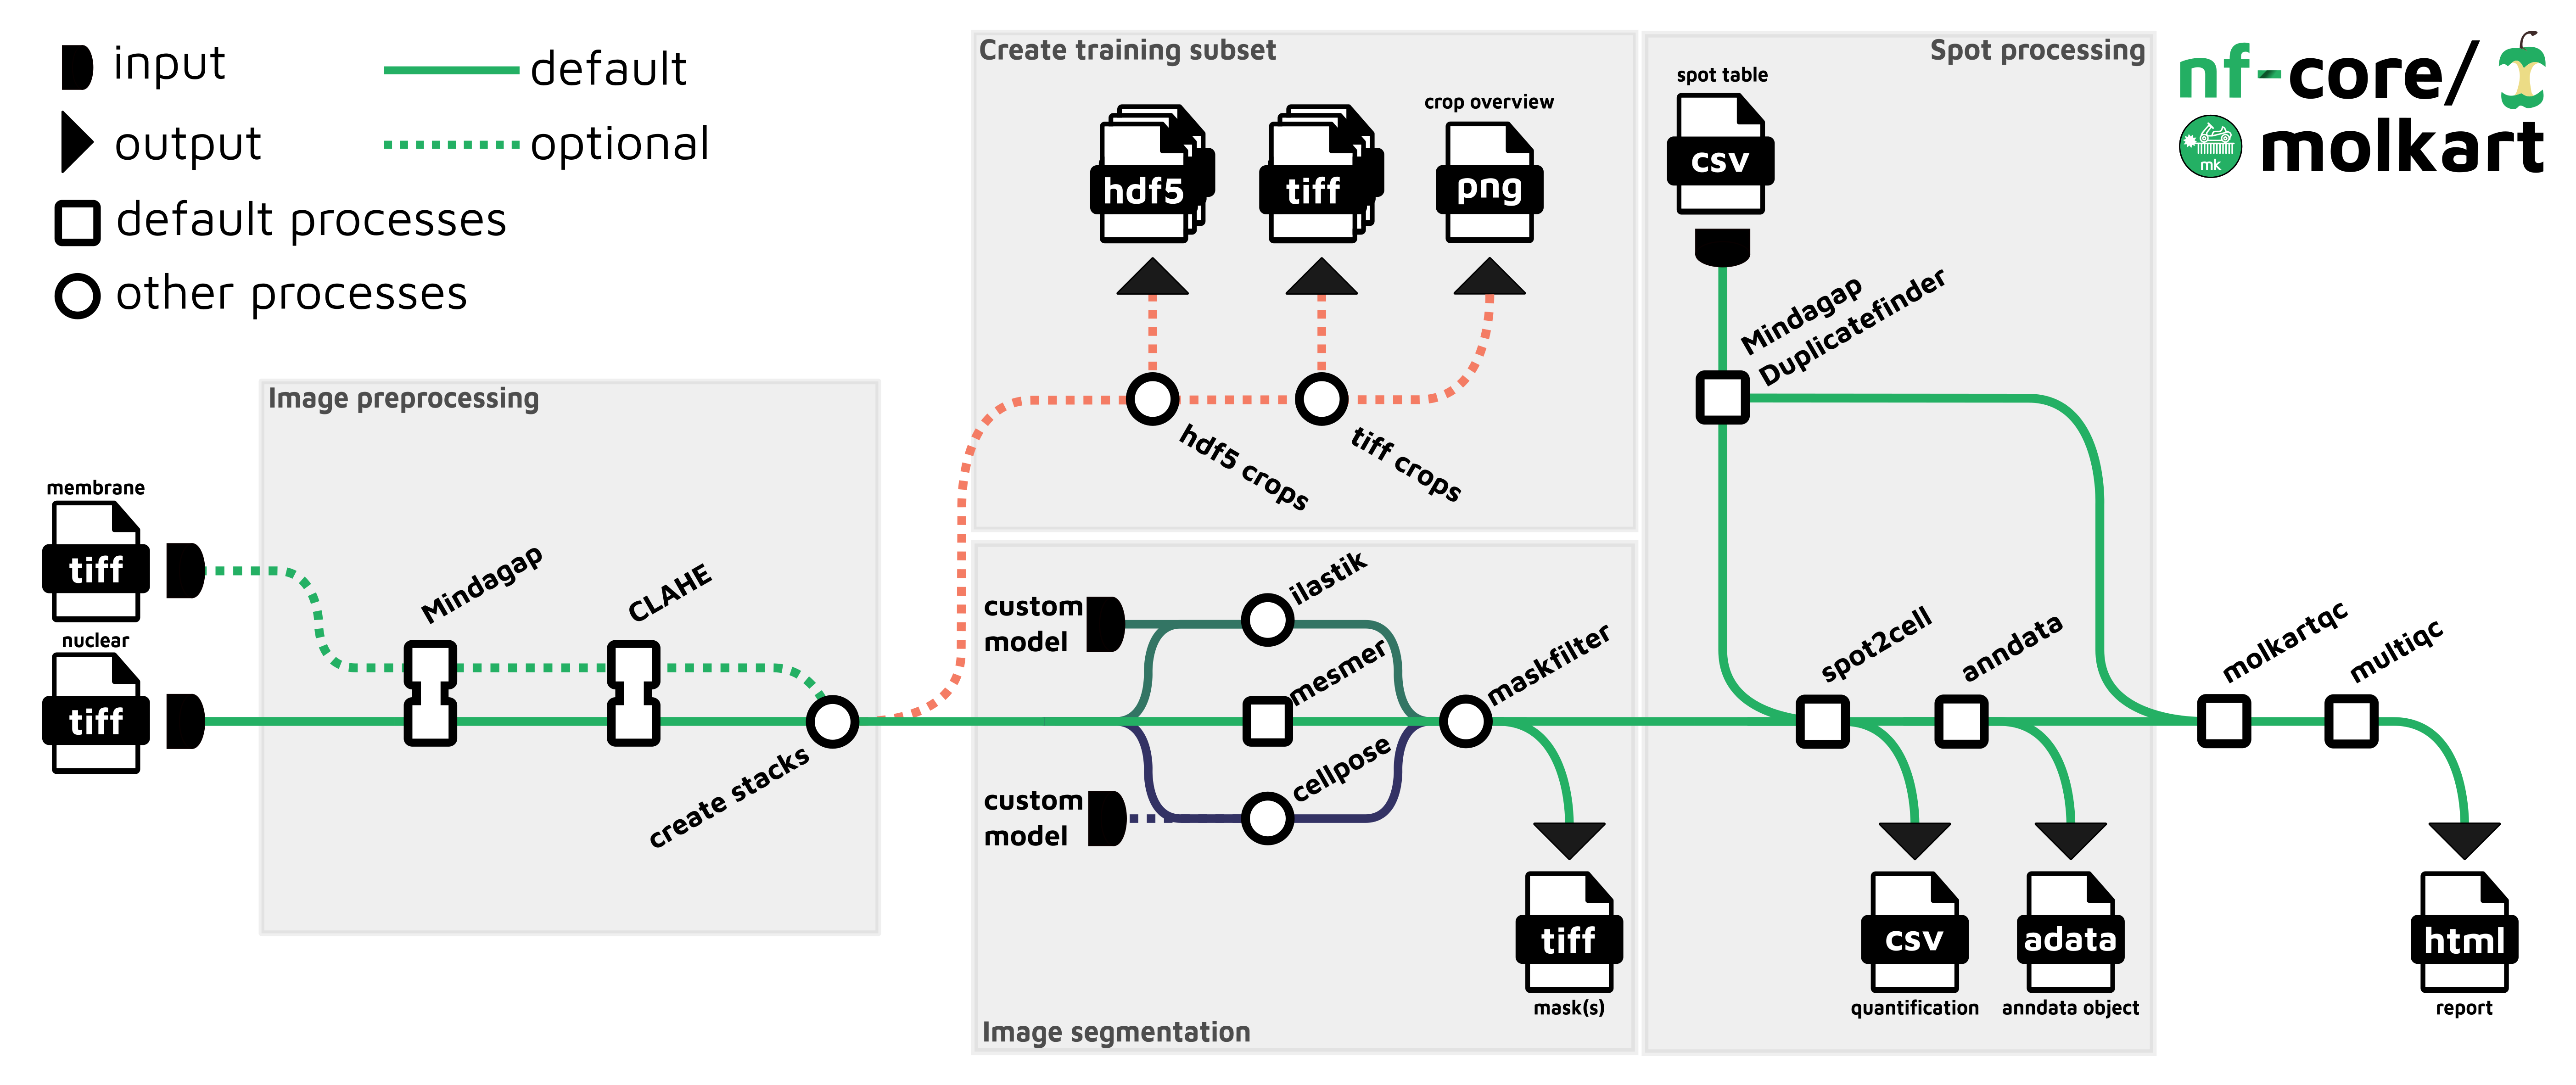 input
output
default processes
other processes
default
optional
Create training subset
hdf5
tiff
crop overview
png
hdf5 crops
tiff crops
Spot processing
spot table
csv
Mindagap
Duplicatefinder
nf-core/
mk
molkart
Image preprocessing
membrane
tiff
nuclear
tiff
Mindagap
CLAHE
create stacks
custom
model
ilastik
mesmer
custom
model
cellpose
maskfilter
tiff
mask(s)
Image segmentation
spot2cell
anndata
csv
quantification
adata
anndata object
molkartqc
multiqc
html
report